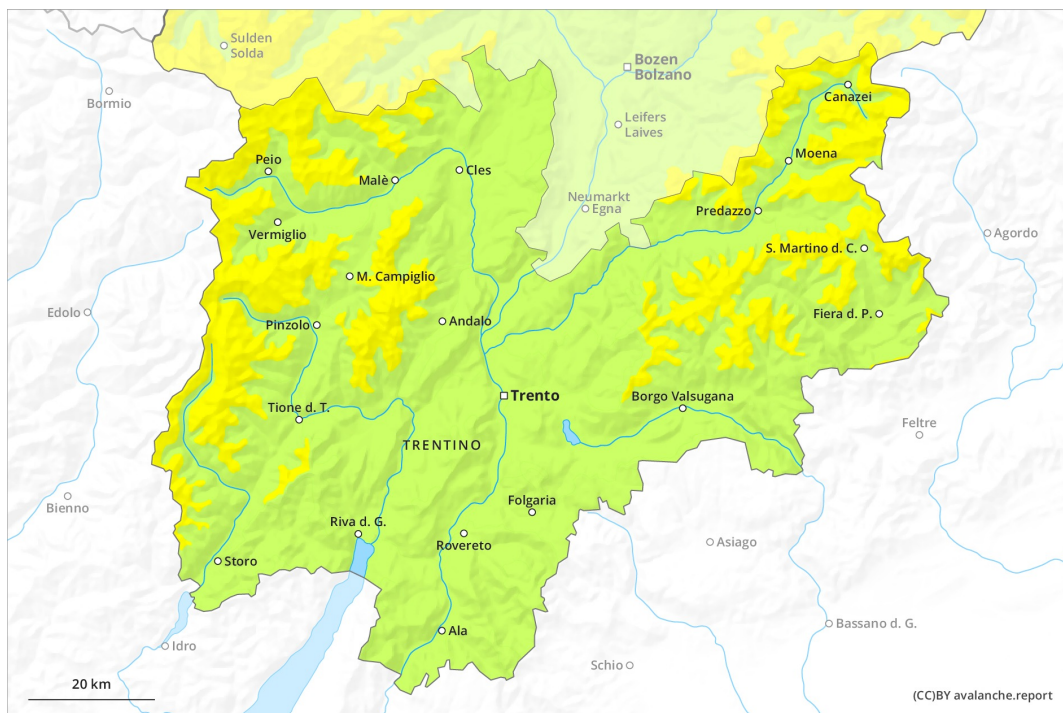 Sulden
Solda
Bozen
Bolzano
Bormio
Canazei
Leifers
Laives
Peio
Moena
Malè
Cles
Neumarkt
Egna
Predazzo
Vermiglio
Agordo
S. Martino d. C.
M. Campiglio
Edolo
Pinzolo
Andalo
Fiera d. P.
Trento
Borgo Valsugana
Tione d. T.
Feltre
TRENTINO
Bienno
Folgaria
Riva d. G.
Rovereto
Asiago
Storo
Bassano d. G.
Ala
Idro
Schio
20 km
(CC)BY avalanche.report